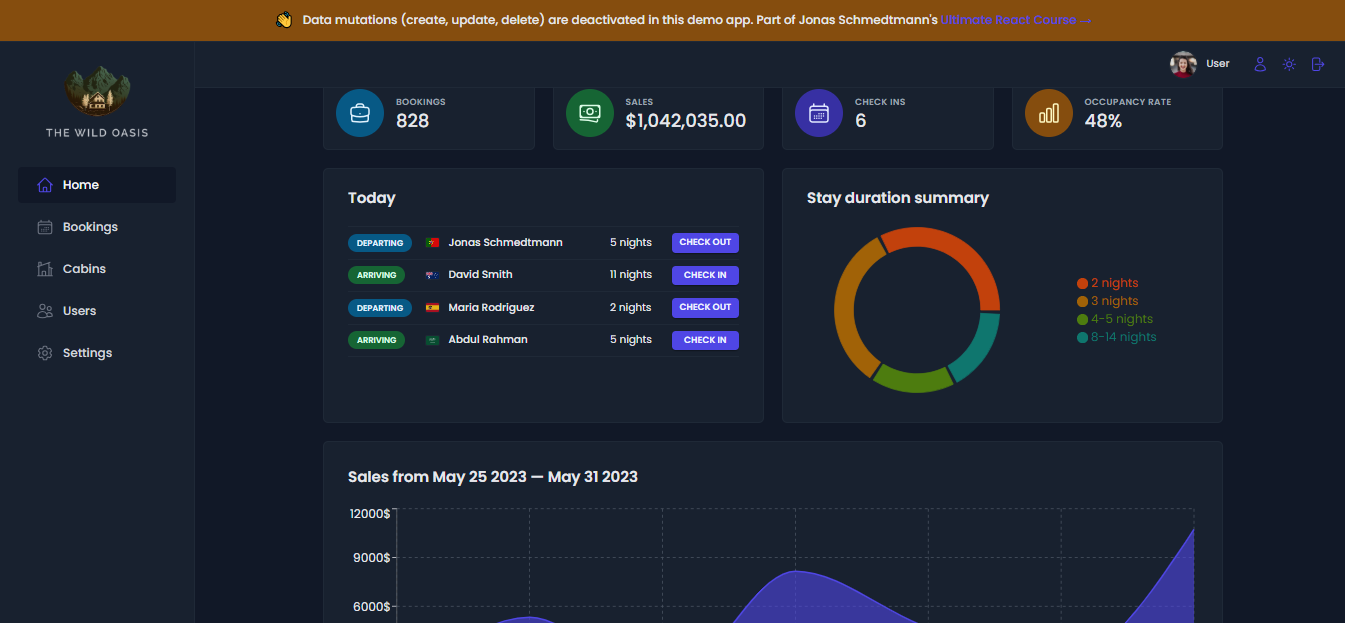 👋 Data mutations (create, update, delete) are deactivated in this demo app. Part of Jonas Schmedtmann's Ultimate React Course →
User
THE WILD OASIS
Home
Bookings
Cabins
Users
Settings
BOOKINGS
828
SALES
$1,042,035.00
CHECK INS
6
OCCUPANCY RATE
48%
Today
DEPARTING Jonas Schmedtmann 5 nights CHECK OUT
ARRIVING David Smith 11 nights CHECK IN
DEPARTING Maria Rodriguez 2 nights CHECK OUT
ARRIVING Abdul Rahman 5 nights CHECK IN
Stay duration summary
2 nights
3 nights
4-5 nights
8-14 nights
Sales from May 25 2023 — May 31 2023
12000$
9000$
6000$